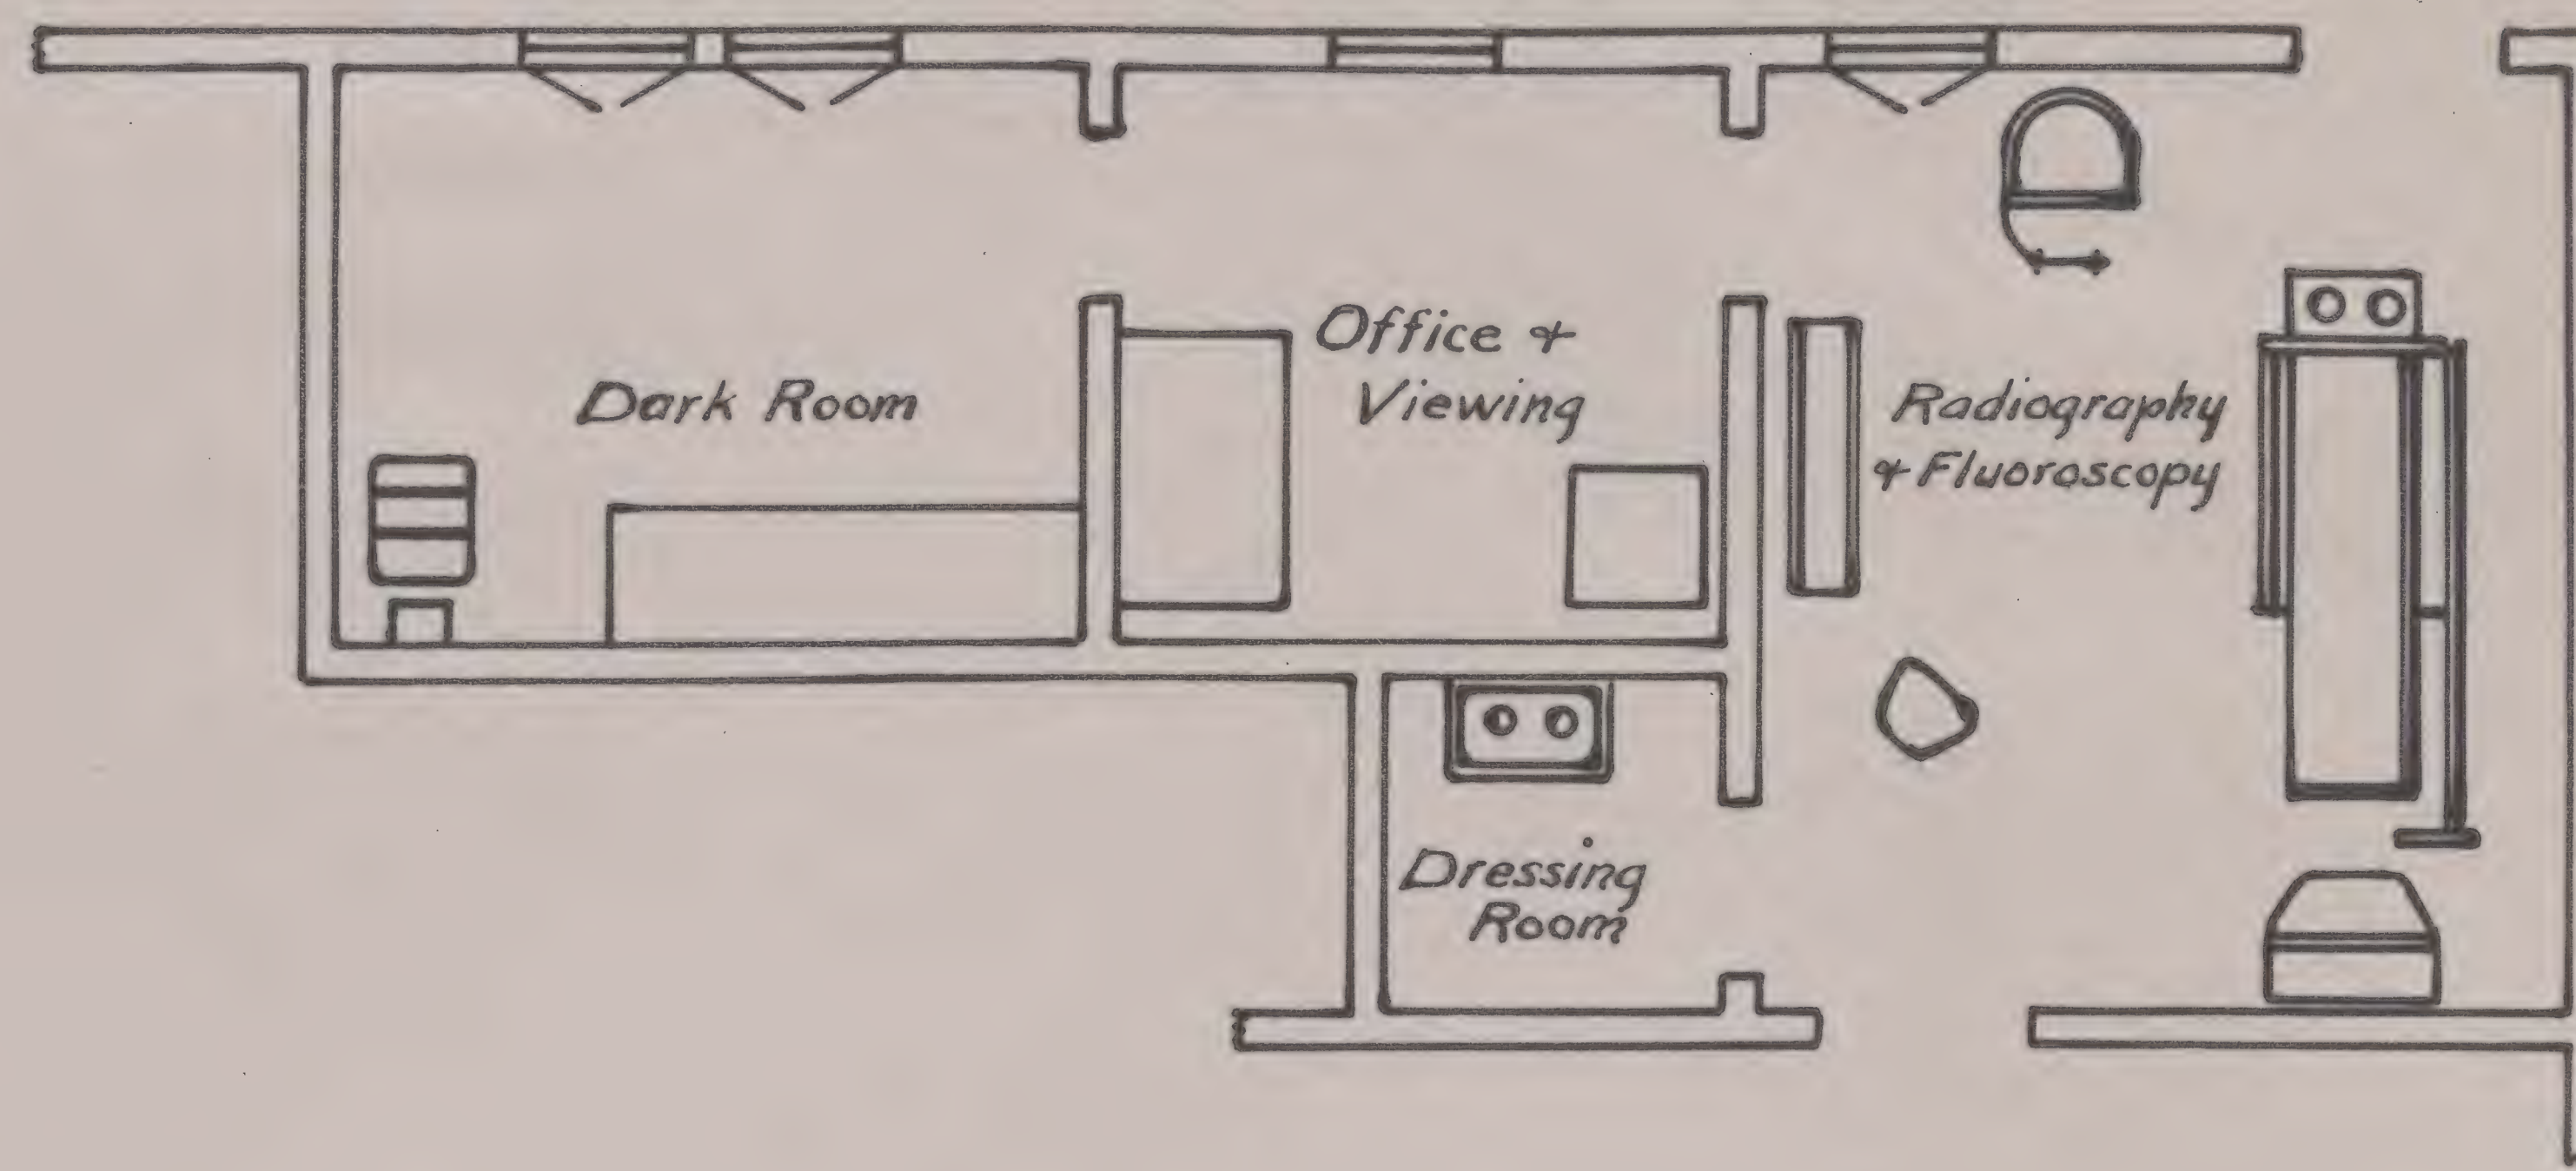 Dark Room
Office &
Viewing
Radiography
& Fluoroscopy
Dressing
Room